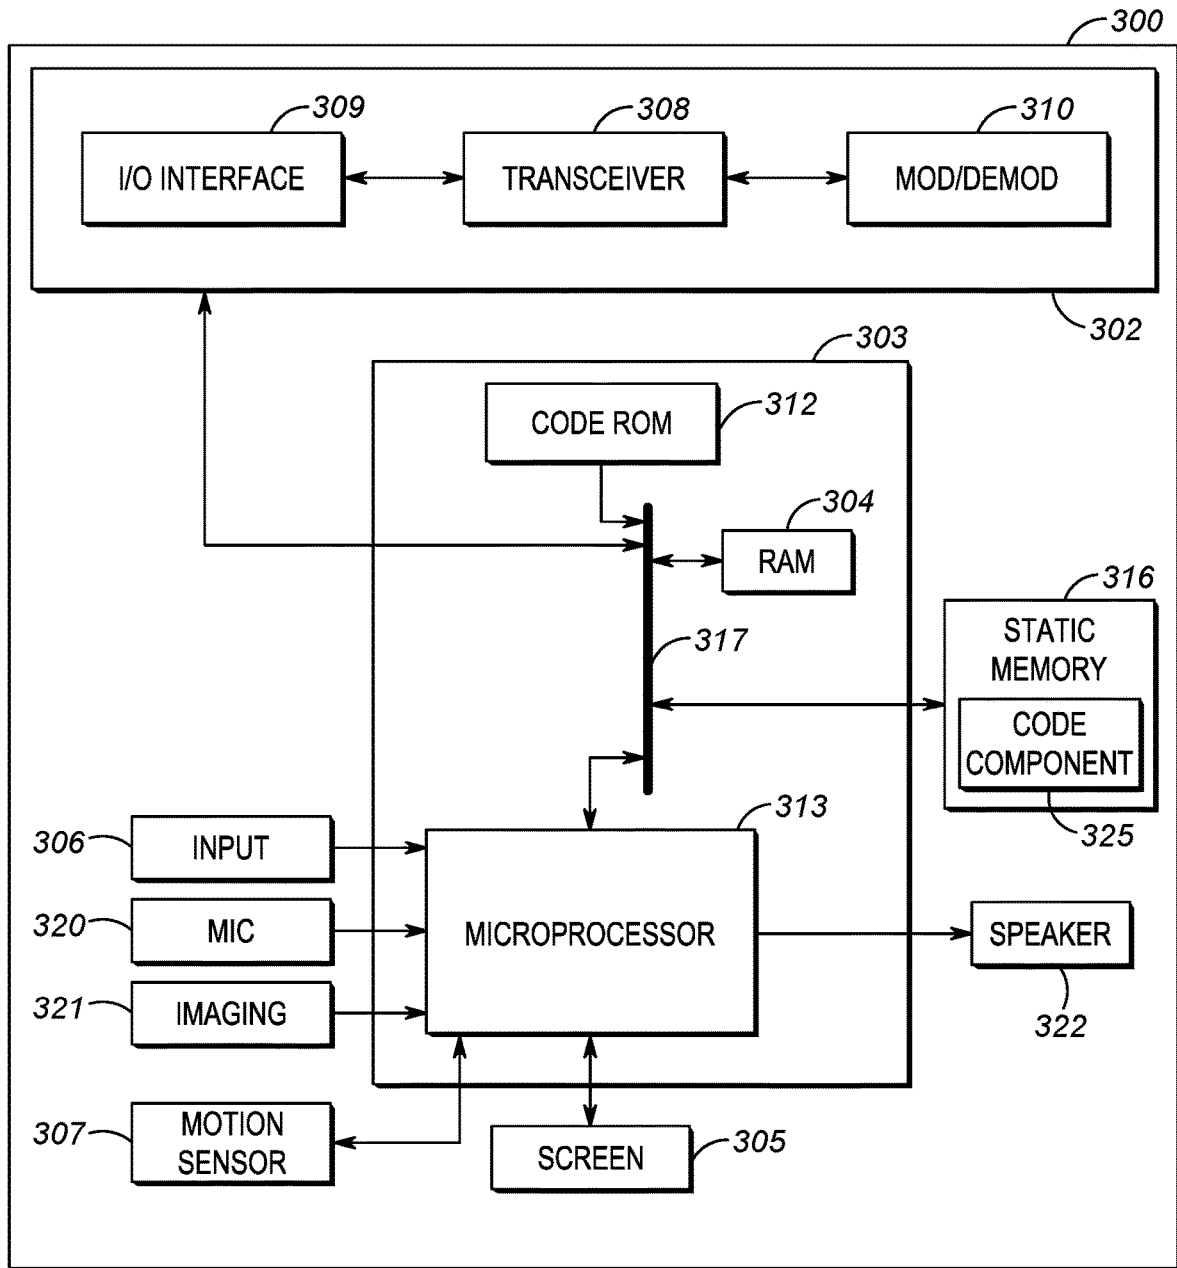 300
309
308
310
I/O INTERFACE
TRANSCEIVER
MOD/DEMOD
302
303
CODE ROM
312
304
RAM
316
STATIC
MEMORY
317
CODE
COMPONENT
325
313
306
INPUT
320
MIC
MICROPROCESSOR
SPEAKER
321
IMAGING
322
307
MOTION
SENSOR
SCREEN
305